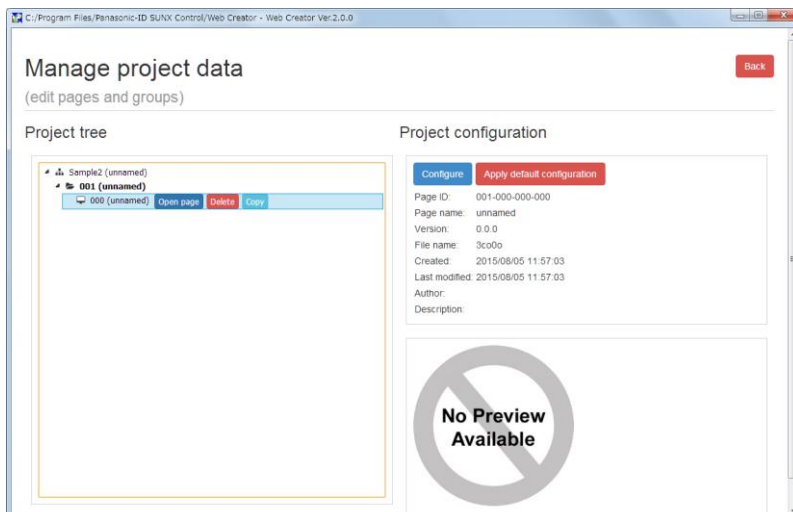 C:/Program Files/Panasonic-ID SUNX Control/Web Creator - Web Creator Ver.2.0.0
Manage project data
Back
(edit pages and groups)
Project tree
Project configuration
Sample2 (unnamed)
001 (unnamed)
000 (unnamed) Open page Delete Copy
Configure Apply default configuration
Page ID: 001-000-000-000
Page name: unnamed
Version: 0.0.0
File name: 3co0o
Created: 2015/08/05 11:57:03
Last modified: 2015/08/05 11:57:03
Author:
Description:
No Preview
Available